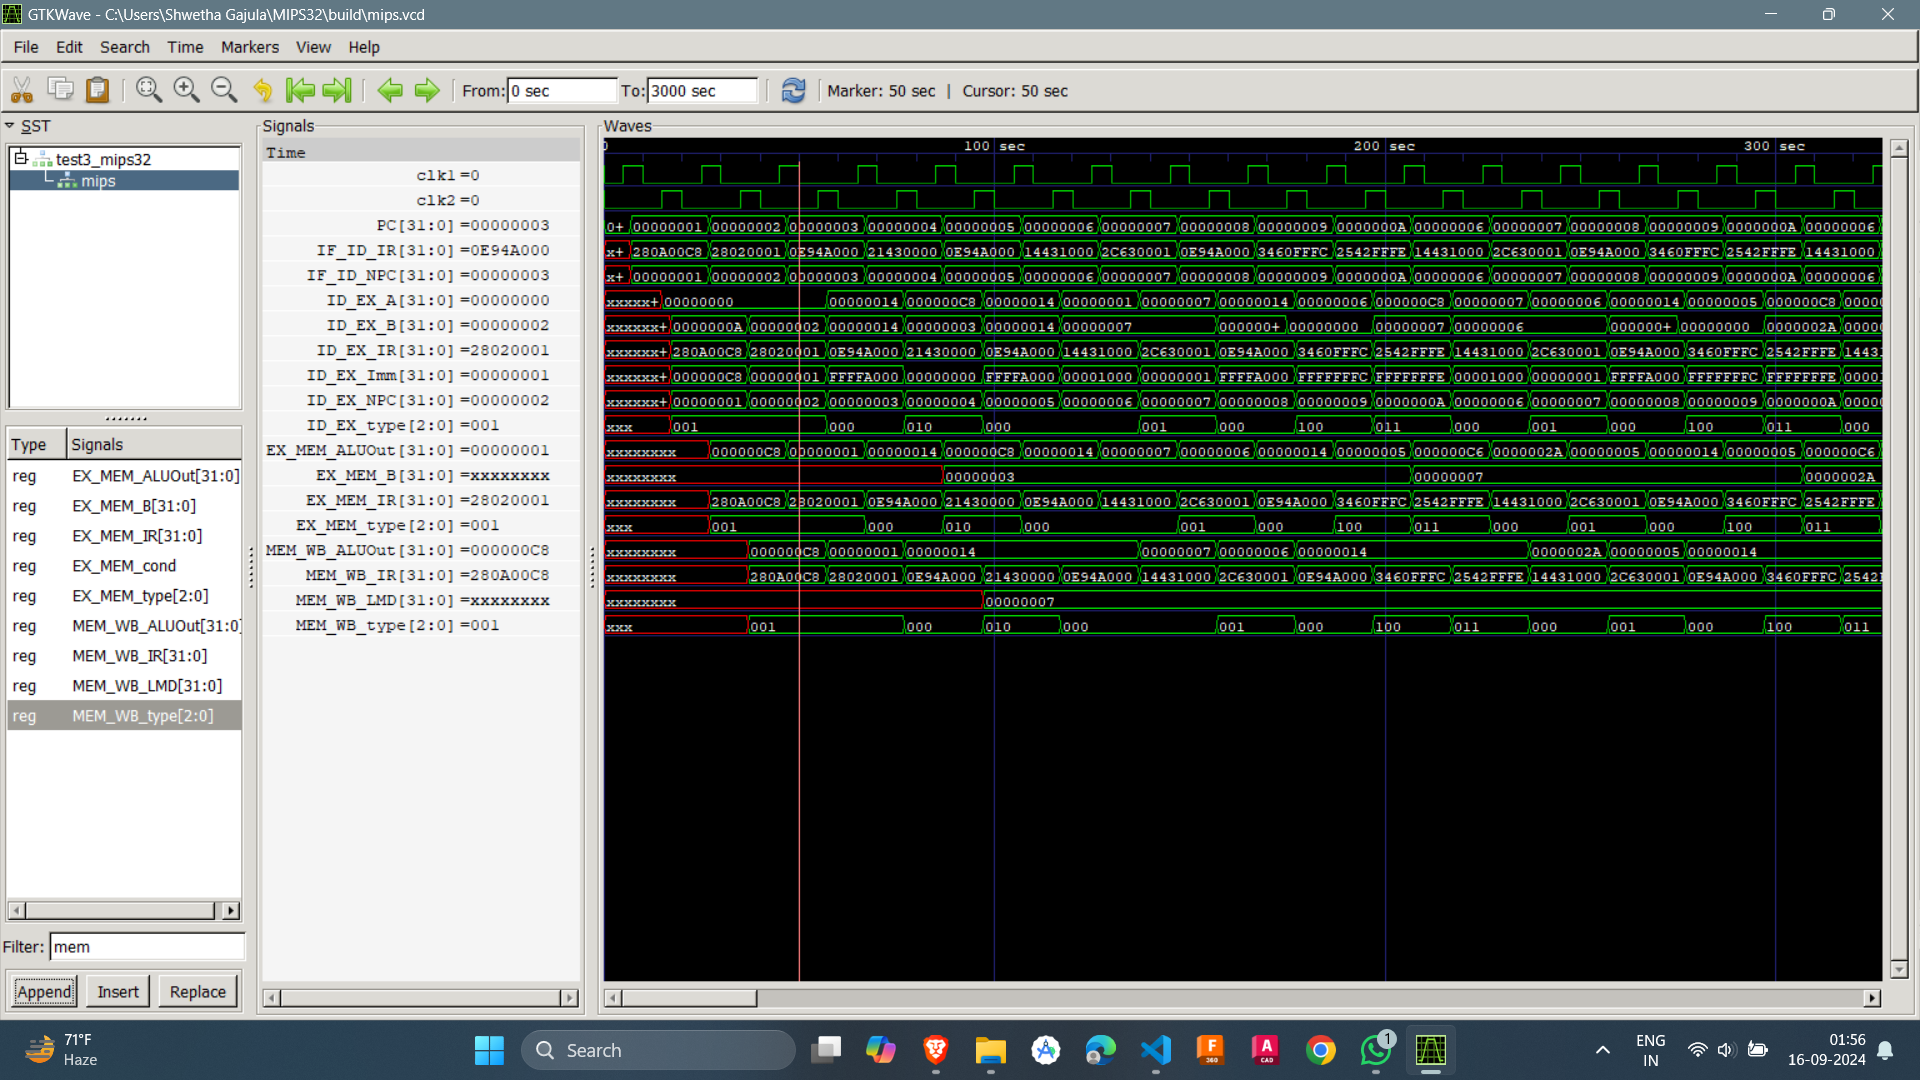 GTKWave - C:\Users\Shwetha Gajula\MIPS32\build\mips.vcd
File Edit Search Time Markers View Help
From: 0 sec To: 3000 sec Marker: 50 sec | Cursor: 50 sec
SST
test3_mips32
mips
Type Signals
reg EX_MEM_ALUOut[31:0]
reg EX_MEM_B[31:0]
reg EX_MEM_IR[31:0]
reg EX_MEM_cond
reg EX_MEM_type[2:0]
reg MEM_WB_ALUOut[31:0]
reg MEM_WB_IR[31:0]
reg MEM_WB_LMD[31:0]
reg MEM_WB_type[2:0]
Filter: mem
Append Insert Replace
Signals
Time
clk1 =0
clk2 =0
PC[31:0] =00000003
IF_ID_IR[31:0] =0E94A000
IF_ID_NPC[31:0] =00000003
ID_EX_A[31:0] =00000000
ID_EX_B[31:0] =00000002
ID_EX_IR[31:0] =28020001
ID_EX_Imm[31:0] =00000001
ID_EX_NPC[31:0] =00000002
ID_EX_type[2:0] =001
EX_MEM_ALUOut[31:0] =00000001
EX_MEM_B[31:0] =xxxxxxxx
EX_MEM_IR[31:0] =28020001
EX_MEM_type[2:0] =001
MEM_WB_ALUOut[31:0] =000000C8
MEM_WB_IR[31:0] =280A00C8
MEM_WB_LMD[31:0] =xxxxxxxx
MEM_WB_type[2:0] =001
Waves
0 100 sec 200 sec 300 sec
0+ 00000001 00000002 00000003 00000004 00000005 00000006 00000007 00000008 00000009 0000000A 00000006 00000007 00000008 00000009 0000000A 00000006
x+ 280A00C8 28020001 0E94A000 21430000 0E94A000 14431000 2C630001 0E94A000 3460FFFC 2542FFFE 14431000 2C630001 0E94A000 3460FFFC 2542FFFE 14431000
x+ 00000001 00000002 00000003 00000004 00000005 00000006 00000007 00000008 00000009 0000000A 00000006 00000007 00000008 00000009 0000000A 00000006
xxxxx+ 00000000 00000014 000000C8 00000014 00000001 00000007 00000014 00000006 000000C8 00000007 00000006 00000014 00000005 000000C8 0000
xxxxxx+ 0000000A 00000002 00000014 00000003 00000014 00000007 000000+ 00000000 00000007 00000006 000000+ 00000000 0000002A 0000
xxxxxx+ 280A00C8 28020001 0E94A000 21430000 0E94A000 14431000 2C630001 0E94A000 3460FFFC 2542FFFE 14431000 2C630001 0E94A000 3460FFFC 2542FFFE 1443
xxxxxx+ 000000C8 00000001 FFFFA000 00000000 FFFFA000 00001000 00000001 FFFFA000 FFFFFFFC FFFFFFFE 00001000 00000001 FFFFA000 FFFFFFFC FFFFFFFE 0000
xxxxxx+ 00000001 00000002 00000003 00000004 00000005 00000006 00000007 00000008 00000009 0000000A 00000006 00000007 00000008 00000009 0000000A 0000
xxx 001 000 010 000 001 000 100 011 000 001 000 100 011 000
xxxxxxxx 000000C8 00000001 00000014 000000C8 00000014 00000007 00000006 00000014 00000005 000000C6 0000002A 00000005 00000014 00000005 000000C6
xxxxxxxx 00000003 00000007 0000002A
xxxxxxxx 280A00C8 28020001 0E94A000 21430000 0E94A000 14431000 2C630001 0E94A000 3460FFFC 2542FFFE 14431000 2C630001 0E94A000 3460FFFC 2542FFFE
xxx 001 000 010 000 001 000 100 011 000 001 000 100 011
xxxxxxxx 000000C8 00000001 00000014 00000007 00000006 00000014 0000002A 00000005 00000014
xxxxxxxx 280A00C8 28020001 0E94A000 21430000 0E94A000 14431000 2C630001 0E94A000 3460FFFC 2542FFFE 14431000 2C630001 0E94A000 3460FFFC 2542
xxxxxxxx 00000007
xxx 001 000 010 000 001 000 100 011 000 001 000 100 011
71°F
Haze
Search
F
360
A
CAD
1
ENG
IN
01:56
16-09-2024